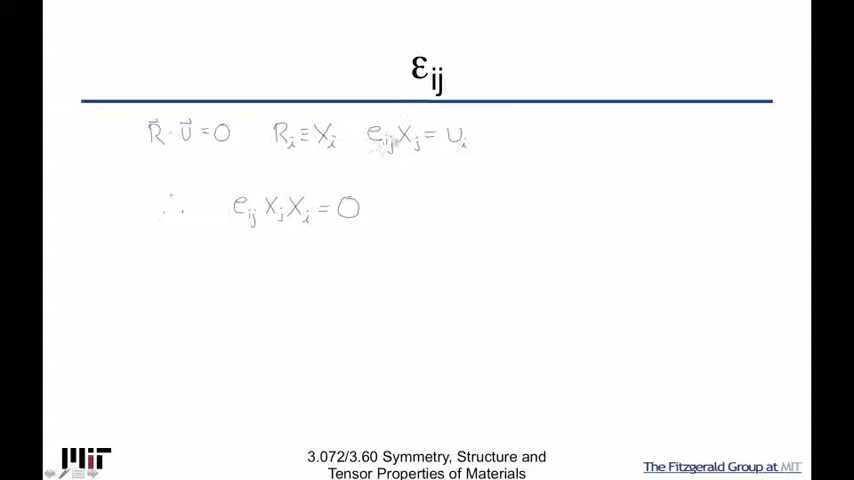 εij
R⃗ · u⃗ = 0   Ri ≡ Xi   eij Xj = ui
∴ eij Xj Xi = 0
MIT
3.072/3.60 Symmetry, Structure and
Tensor Properties of Materials
The Fitzgerald Group at MIT